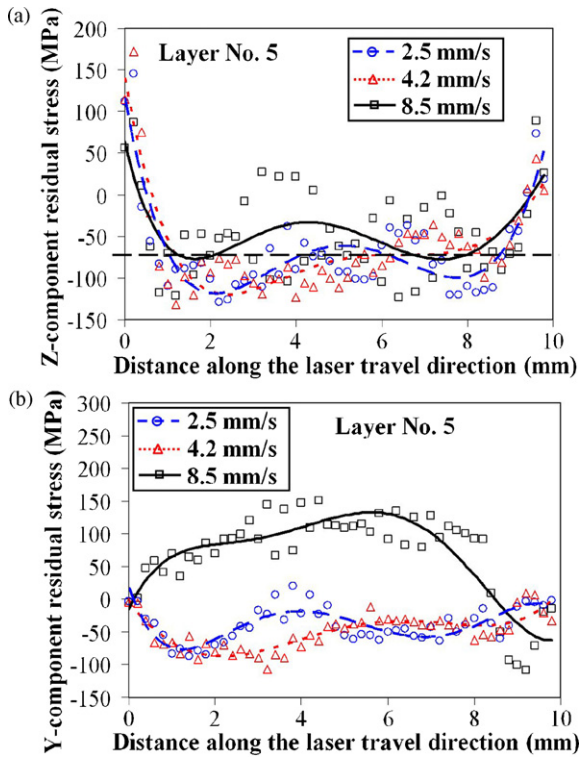 (a)
Z-component residual stress (MPa)
200
150
100
50
0
-50
-100
-150
Layer No. 5
2.5 mm/s
4.2 mm/s
8.5 mm/s
0 2 4 6 8 10
Distance along the laser travel direction (mm)
(b)
Y-component residual stress (MPa)
300
250
200
150
100
50
0
-50
-100
-150
2.5 mm/s
4.2 mm/s
8.5 mm/s
Layer No. 5
0 2 4 6 8 10
Distance along the laser travel direction (mm)